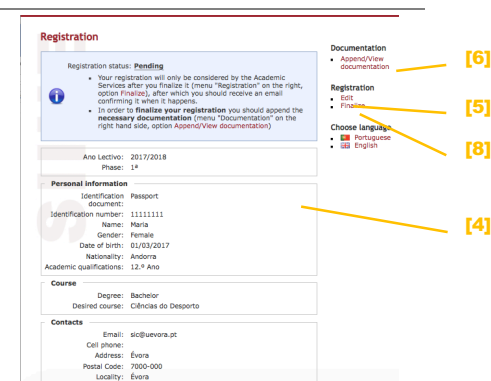 Registration
Registration status: Pending
• Your registration will only be considered by the Academic
Services after you finalize it (menu "Registration" on the right,
option Finalize), after which you should receive an email
confirming it when it happens.
• In order to finalize your registration you should append the
necessary documentation (menu "Documentation" on the
right hand side, option Append/View documentation)
Ano Lectivo: 2017/2018
Phase: 1ª
Personal information
Identification Passport
document:
Identification number: 11111111
Name: Maria
Gender: Female
Date of birth: 01/03/2017
Nationality: Andorra
Academic qualifications: 12.º Ano
Course
Degree: Bachelor
Desired course: Ciências do Desporto
Contacts
Email: sic@uevora.pt
Cell phone:
Address: Évora
Postal Code: 7000-000
Locality: Évora
Documentation
• Append/View
documentation
Registration
• Edit
• Finalize
Choose language
• Portuguese
• English
[6]
[5]
[8]
[4]